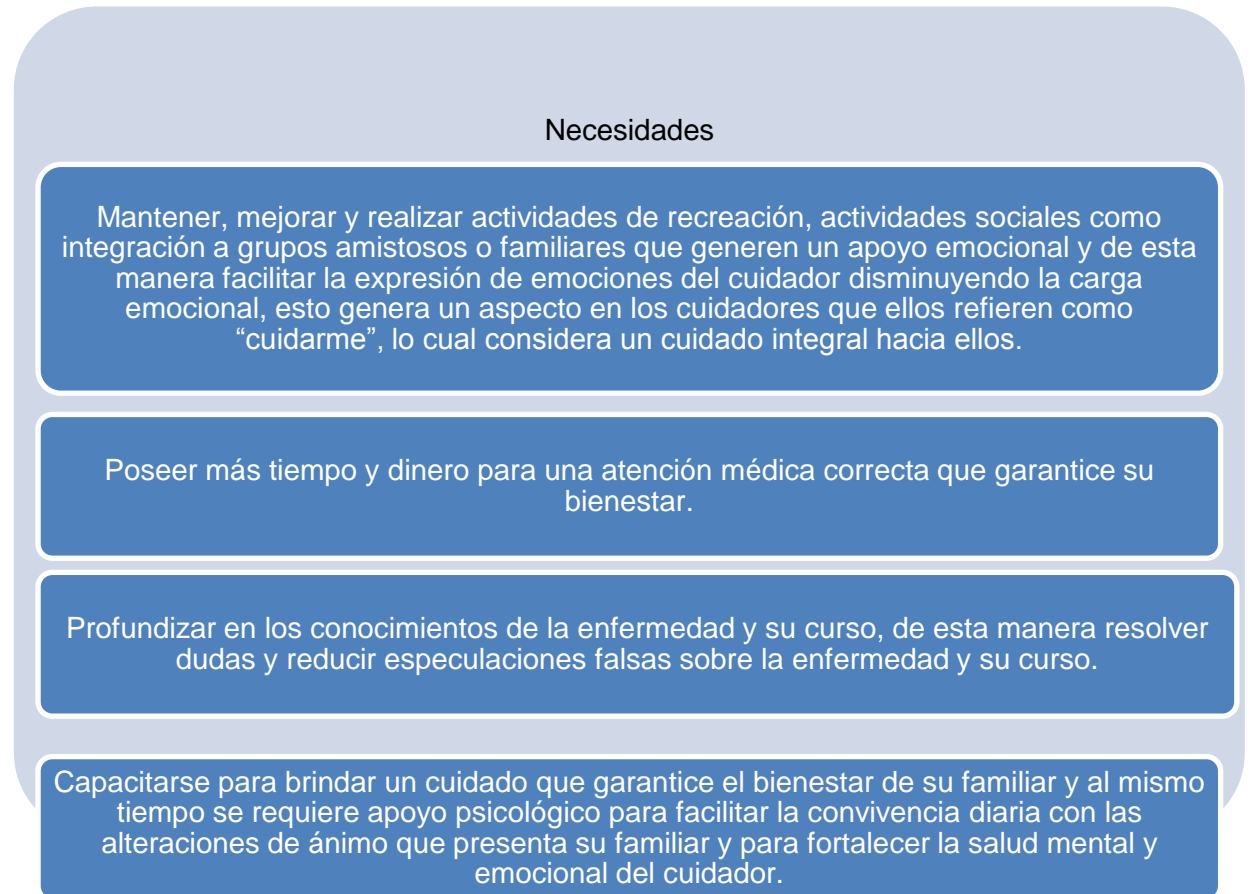 Necesidades
Mantener, mejorar y realizar actividades de recreación, actividades sociales como
integración a grupos amistosos o familiares que generen un apoyo emocional y de esta
manera facilitar la expresión de emociones del cuidador disminuyendo la carga
emocional, esto genera un aspecto en los cuidadores que ellos refieren como
“cuidarme”, lo cual considera un cuidado integral hacia ellos.
Poseer más tiempo y dinero para una atención médica correcta que garantice su
bienestar.
Profundizar en los conocimientos de la enfermedad y su curso, de esta manera resolver
dudas y reducir especulaciones falsas sobre la enfermedad y su curso.
Capacitarse para brindar un cuidado que garantice el bienestar de su familiar y al mismo
tiempo se requiere apoyo psicológico para facilitar la convivencia diaria con las
alteraciones de ánimo que presenta su familiar y para fortalecer la salud mental y
emocional del cuidador.